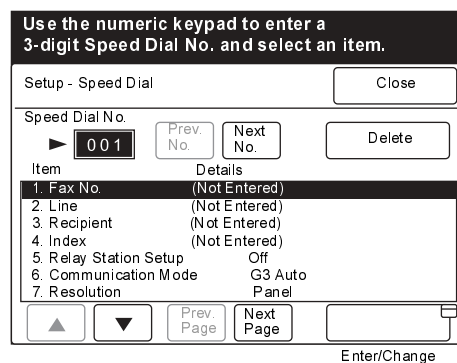 Use the numeric keypad to enter a
3-digit Speed Dial No. and select an item.
Setup - Speed Dial
Close
Speed Dial No.
001
Prev. No.
Next No.
Delete
Item Details
1. Fax No. (Not Entered)
2. Line (Not Entered)
3. Recipient (Not Entered)
4. Index (Not Entered)
5. Relay Station Setup Off
6. Communication Mode G3 Auto
7. Resolution Panel
Prev. Page
Next Page
Enter/Change